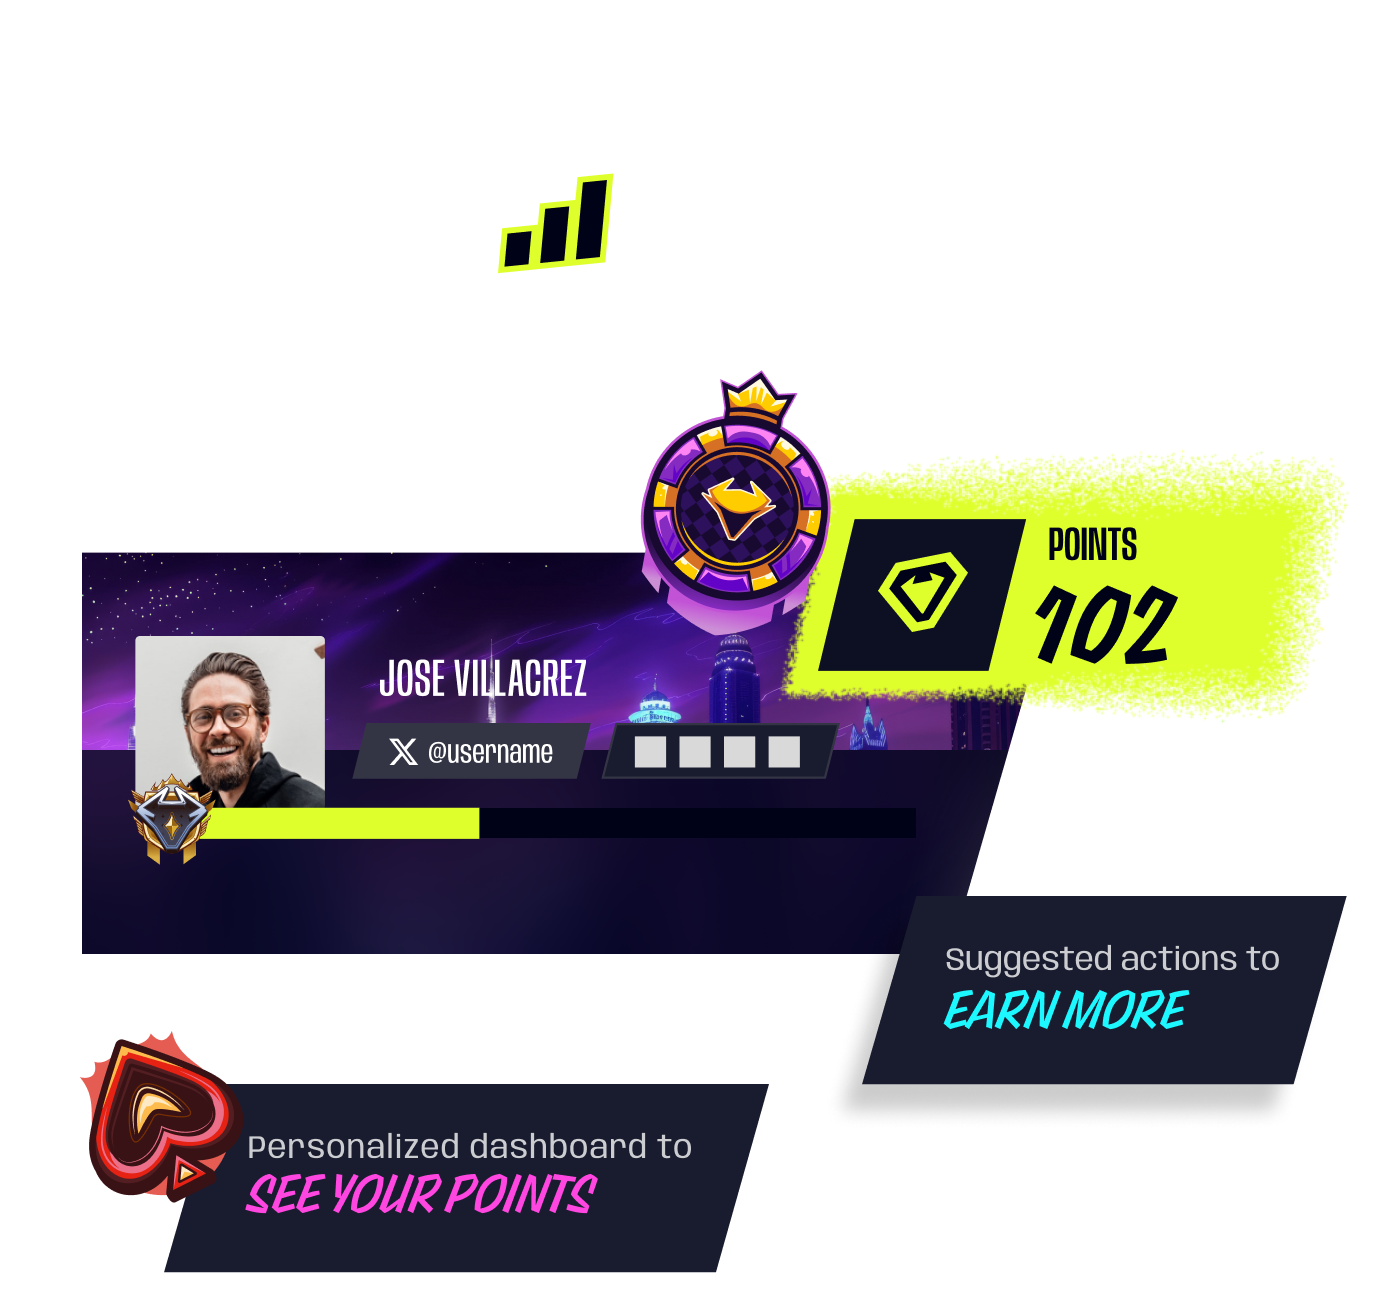 POINTS
102
JOSE VILLACREZ
@username
Suggested actions to
EARN MORE
Personalized dashboard to
SEE YOUR POINTS